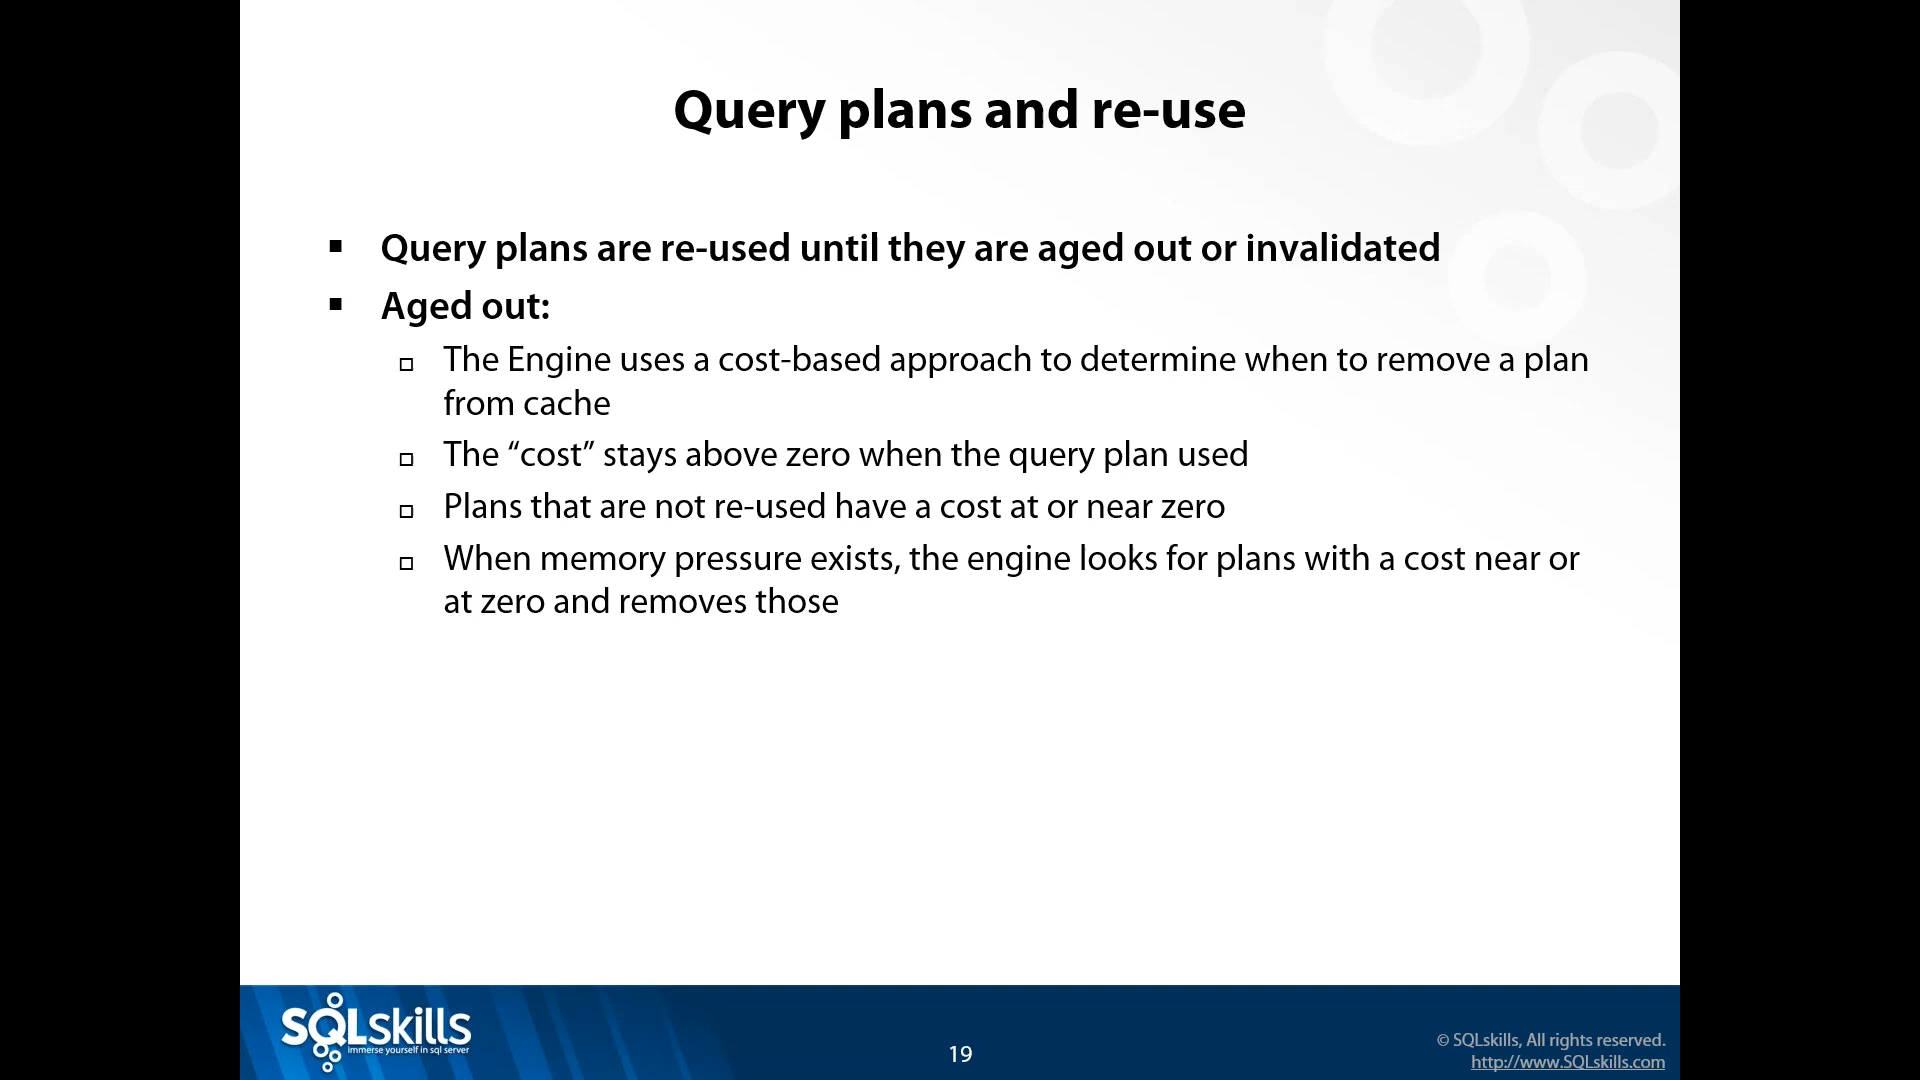 Query plans and re-use
Query plans are re-used until they are aged out or invalidated
Aged out:
The Engine uses a cost-based approach to determine when to remove a plan
from cache
The “cost” stays above zero when the query plan used
Plans that are not re-used have a cost at or near zero
When memory pressure exists, the engine looks for plans with a cost near or
at zero and removes those
SQLskills
immerse yourself in sql server
19
© SQLskills, All rights reserved.
http://www.SQLskills.com